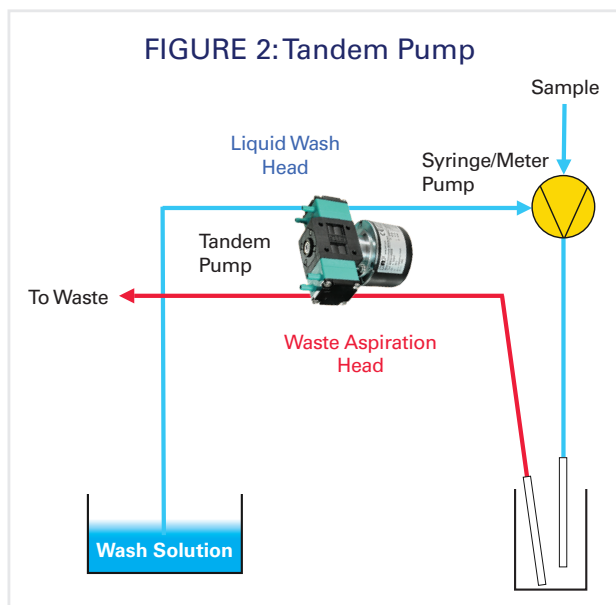 FIGURE 2: Tandem Pump
Sample
Liquid Wash
Head
Syringe/Meter
Pump
Tandem
Pump
To Waste
Waste Aspiration
Head
Wash Solution